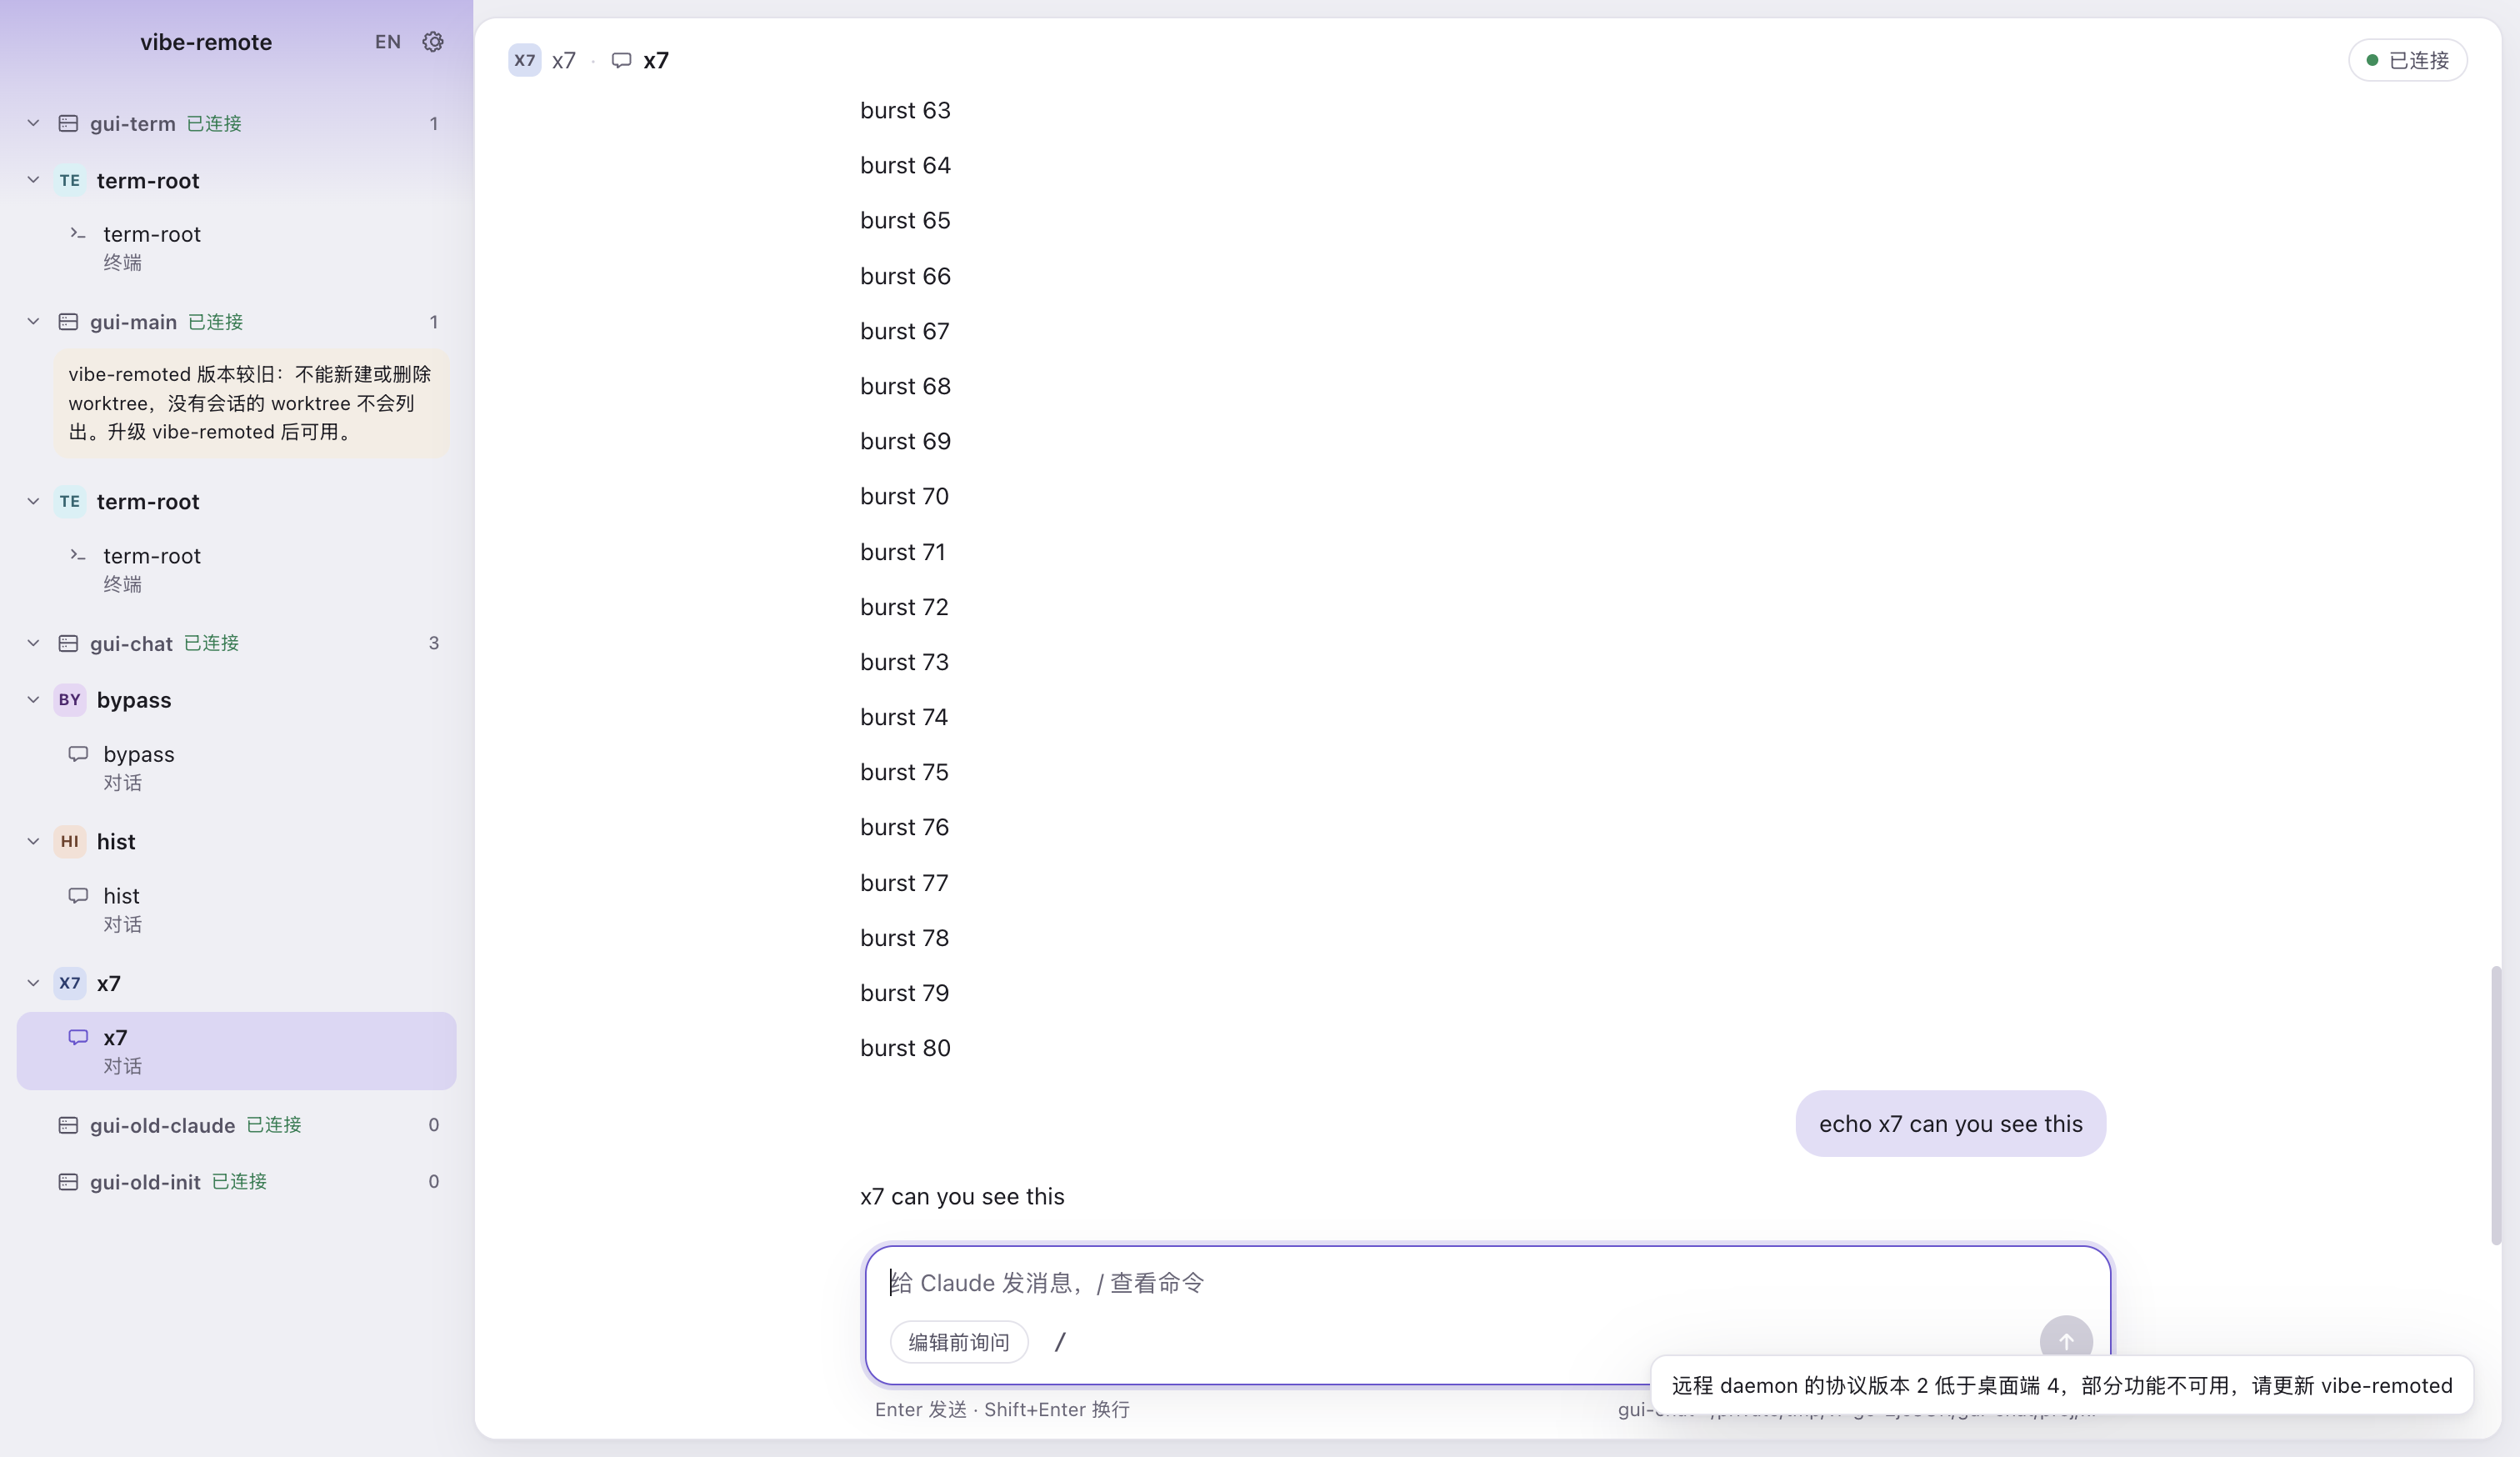 vibe-remote
EN
gui-term 已连接 1
TE term-root
term-root
终端
gui-main 已连接 1
vibe-remoted 版本较旧：不能新建或删除
worktree，没有会话的 worktree 不会列
出。升级 vibe-remoted 后可用。
TE term-root
term-root
终端
gui-chat 已连接 3
BY bypass
bypass
对话
HI hist
hist
对话
X7 x7
x7
对话
gui-old-claude 已连接 0
gui-old-init 已连接 0
X7 x7 · x7
已连接
burst 63
burst 64
burst 65
burst 66
burst 67
burst 68
burst 69
burst 70
burst 71
burst 72
burst 73
burst 74
burst 75
burst 76
burst 77
burst 78
burst 79
burst 80
echo x7 can you see this
x7 can you see this
给 Claude 发消息，/ 查看命令
编辑前询问 /
远程 daemon 的协议版本 2 低于桌面端 4，部分功能不可用，请更新 vibe-remoted
Enter 发送 · Shift+Enter 换行